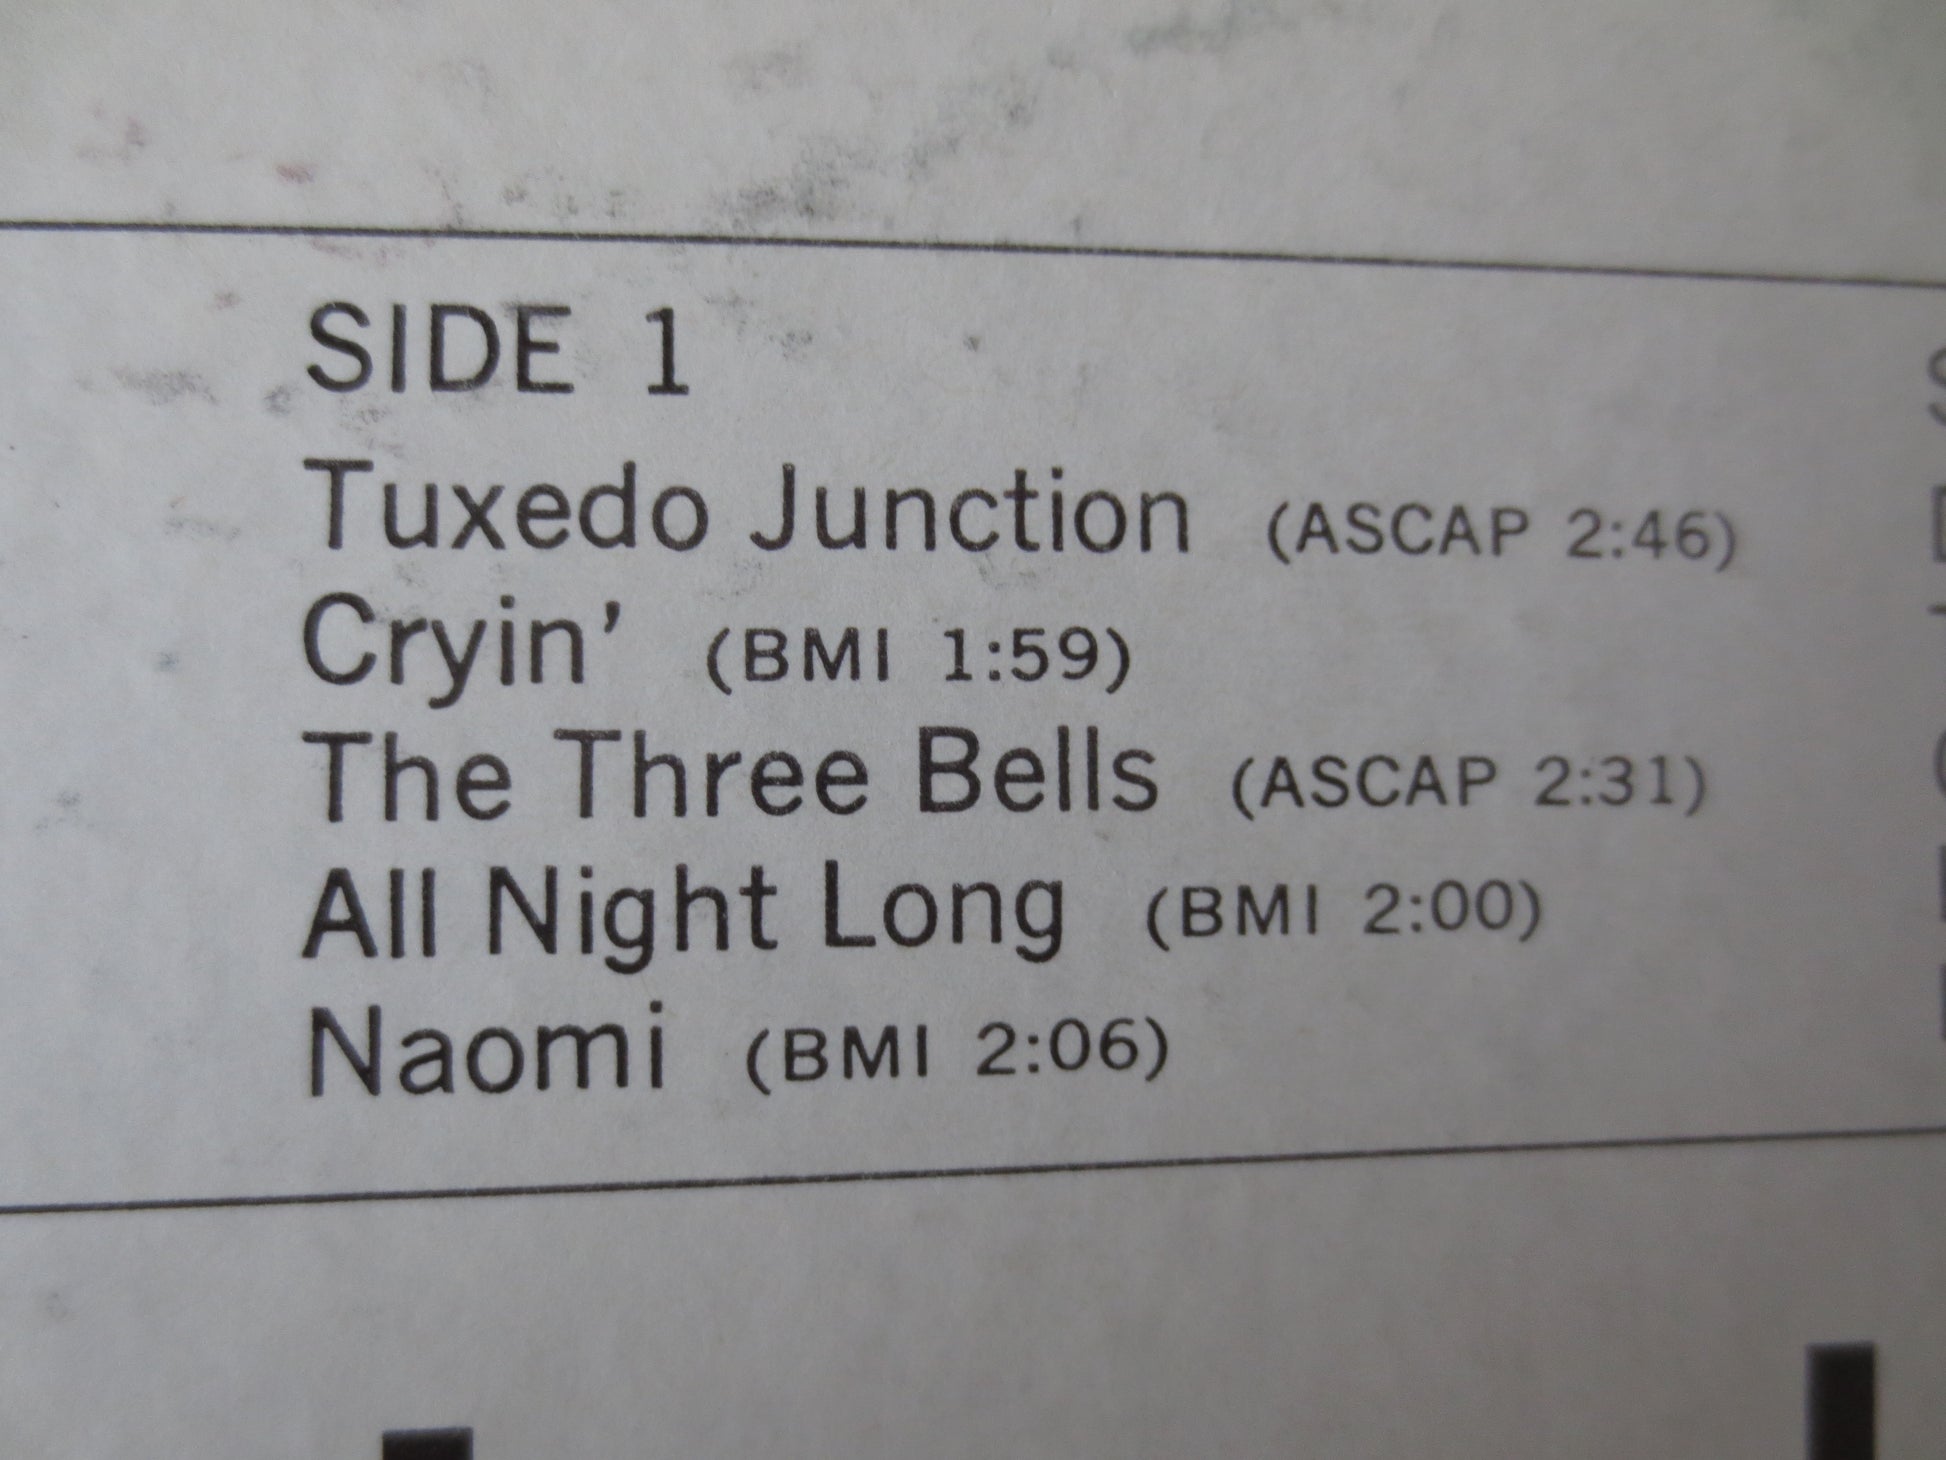 SIDE 1
Tuxedo Junction (ASCAP 2:46)
Cryin' (BMI 1:59)
The Three Bells (ASCAP 2:31)
All Night Long (BMI 2:00)
Naomi (BMI 2:06)